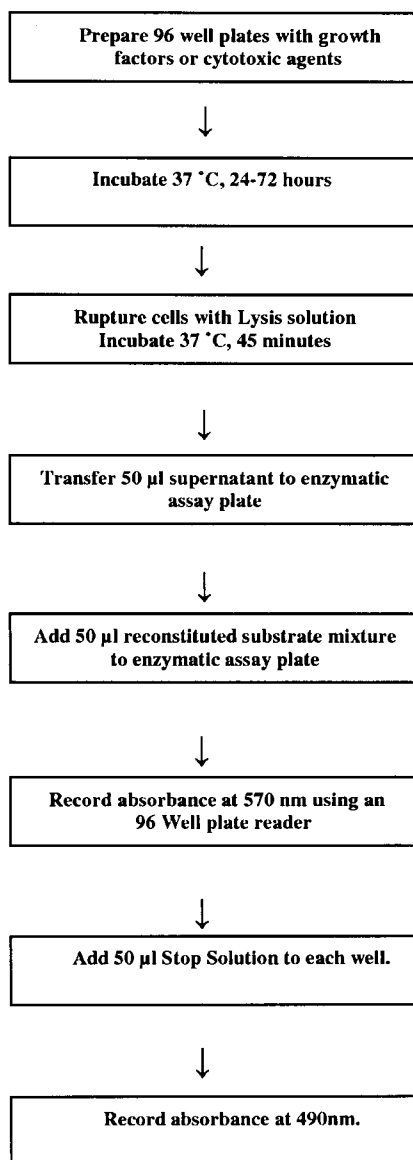 Prepare 96 well plates with growth
factors or cytotoxic agents
Incubate 37 ˚C, 24-72 hours
Rupture cells with Lysis solution
Incubate 37 ˚C, 45 minutes
Transfer 50 µl supernatant to enzymatic
assay plate
Add 50 µl reconstituted substrate mixture
to enzymatic assay plate
Record absorbance at 570 nm using an
96 Well plate reader
Add 50 µl Stop Solution to each well.
Record absorbance at 490nm.